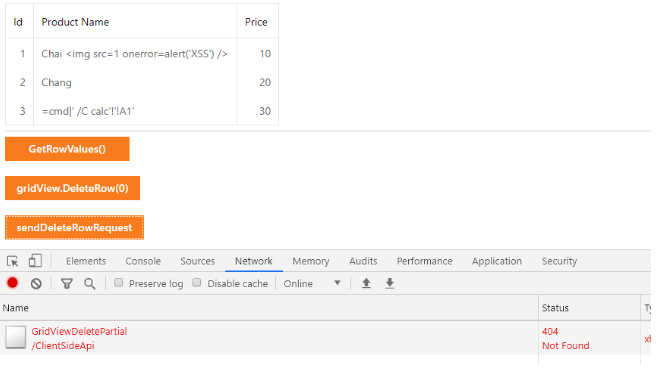 Id Product Name Price
1 Chai <img src=1 onerror=alert('XSS') /> 10
2 Chang 20
3 =cmd|' /C calc'!'!A1' 30
GetRowValues()
gridView.DeleteRow(0)
sendDeleteRowRequest
Elements Console Sources Network Memory Audits Performance Application Security
Preserve log Disable cache Online
Name Status
GridViewDeletePartial 404
/ClientSideApi Not Found